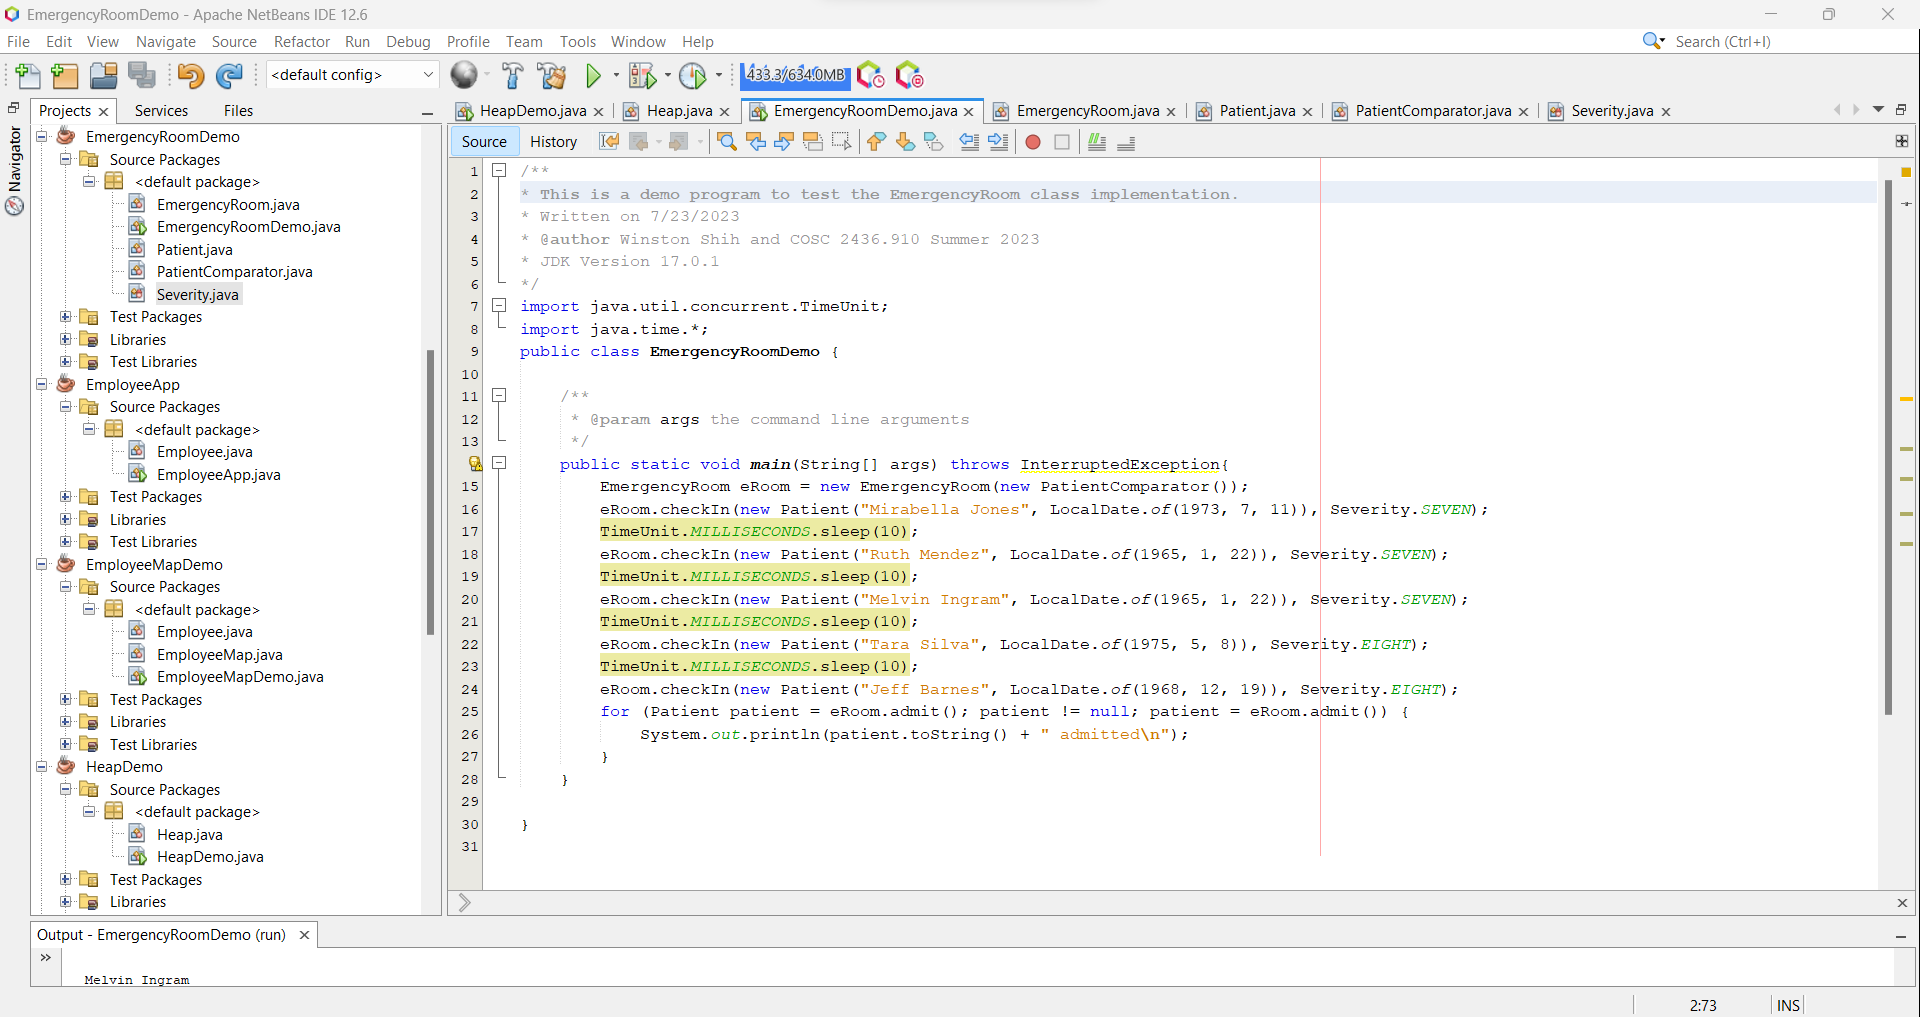 EmergencyRoomDemo - Apache NetBeans IDE 12.6
File Edit View Navigate Source Refactor Run Debug Profile Team Tools Window Help
Search (Ctrl+I)
<default config>
433.3/634.0MB
Projects Services Files
HeapDemo.java Heap.java EmergencyRoomDemo.java EmergencyRoom.java Patient.java PatientComparator.java Severity.java
Navigator
EmergencyRoomDemo
Source Packages
<default package>
EmergencyRoom.java
EmergencyRoomDemo.java
Patient.java
PatientComparator.java
Severity.java
Test Packages
Libraries
Test Libraries
EmployeeApp
Source Packages
<default package>
Employee.java
EmployeeApp.java
Test Packages
Libraries
Test Libraries
EmployeeMapDemo
Source Packages
<default package>
Employee.java
EmployeeMap.java
EmployeeMapDemo.java
Test Packages
Libraries
Test Libraries
HeapDemo
Source Packages
<default package>
Heap.java
HeapDemo.java
Test Packages
Libraries
Source History
1 /**
2 * This is a demo program to test the EmergencyRoom class implementation.
3 * Written on 7/23/2023
4 * @author Winston Shih and COSC 2436.910 Summer 2023
5 * JDK Version 17.0.1
6 */
7 import java.util.concurrent.TimeUnit;
8 import java.time.*;
9 public class EmergencyRoomDemo {
10
11 /**
12 * @param args the command line arguments
13 */
public static void main(String[] args) throws InterruptedException{
15 EmergencyRoom eRoom = new EmergencyRoom(new PatientComparator());
16 eRoom.checkIn(new Patient("Mirabella Jones", LocalDate.of(1973, 7, 11)), Severity.SEVEN);
17 TimeUnit.MILLISECONDS.sleep(10);
18 eRoom.checkIn(new Patient("Ruth Mendez", LocalDate.of(1965, 1, 22)), Severity.SEVEN);
19 TimeUnit.MILLISECONDS.sleep(10);
20 eRoom.checkIn(new Patient("Melvin Ingram", LocalDate.of(1965, 1, 22)), Severity.SEVEN);
21 TimeUnit.MILLISECONDS.sleep(10);
22 eRoom.checkIn(new Patient("Tara Silva", LocalDate.of(1975, 5, 8)), Severity.EIGHT);
23 TimeUnit.MILLISECONDS.sleep(10);
24 eRoom.checkIn(new Patient("Jeff Barnes", LocalDate.of(1968, 12, 19)), Severity.EIGHT);
25 for (Patient patient = eRoom.admit(); patient != null; patient = eRoom.admit()) {
26 System.out.println(patient.toString() + " admitted\n");
27 }
28 }
29
30 }
31
Output - EmergencyRoomDemo (run)
Melvin Ingram
2:73 INS